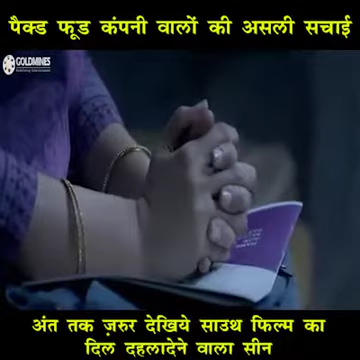 पैक्ड फूड कंपनी वालों की असली सचाई
GOLDMINES
अंत तक ज़रुर देखिये साउथ फिल्म का
दिल दहलादेने वाला सीन